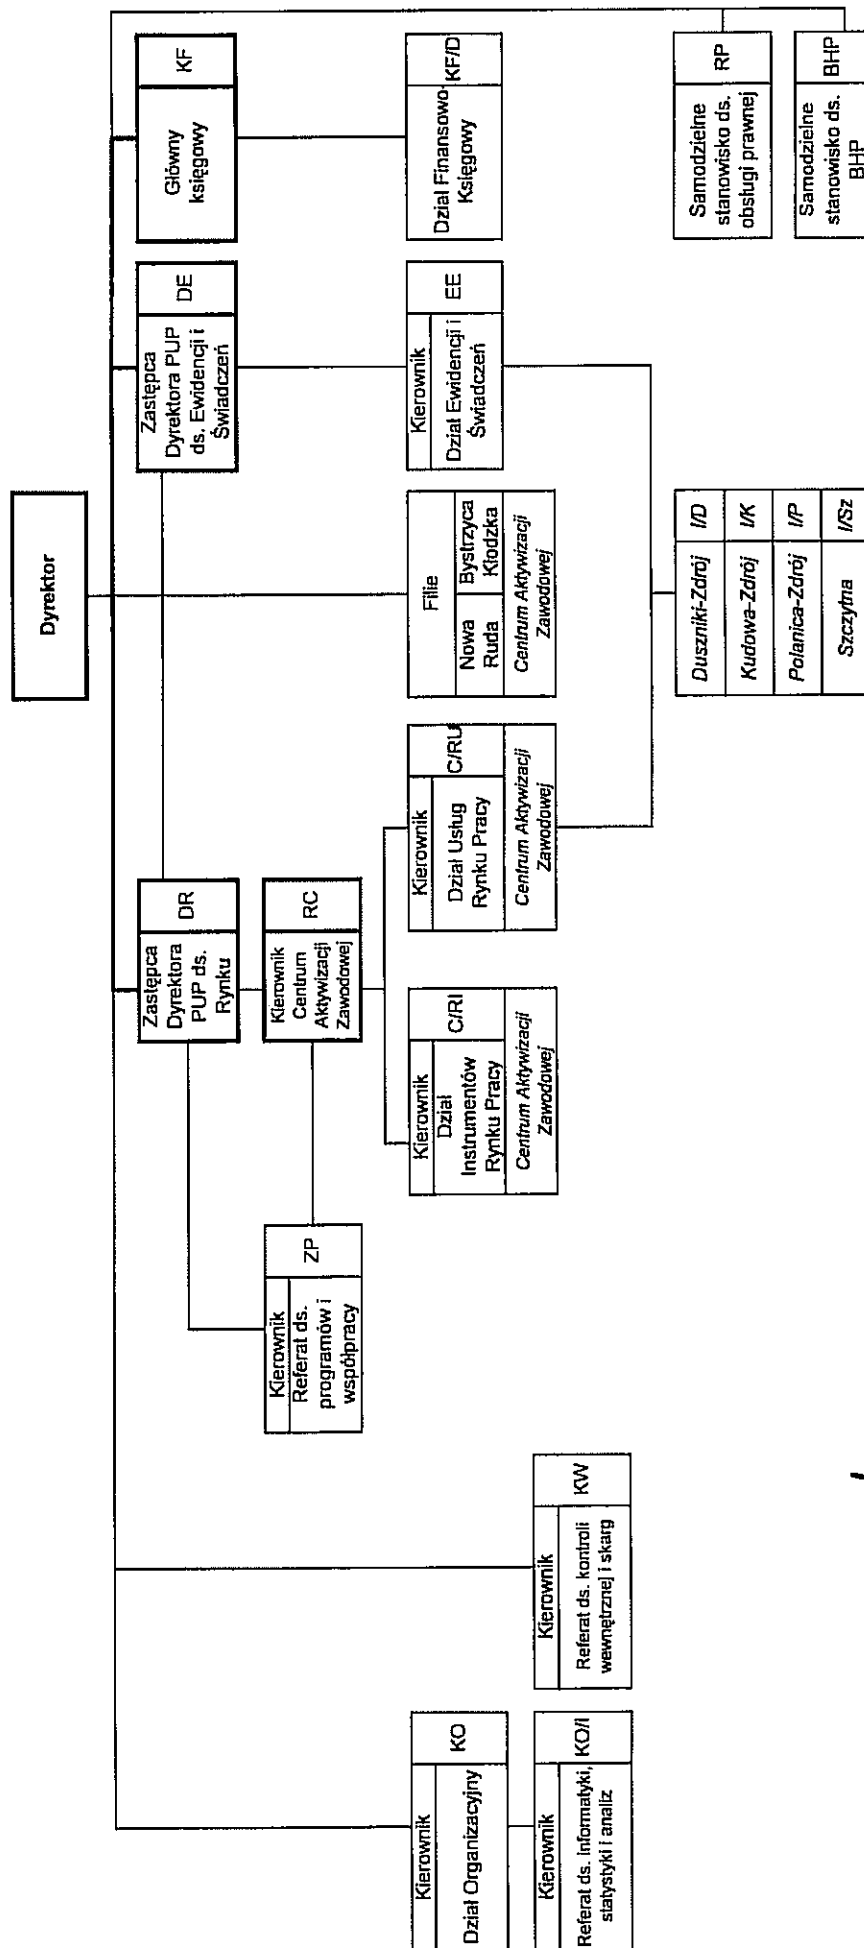 Dyrektor
Zastępca
Dyrektora
PUP ds.
Rynku
DR
Zastępca
Dyrektora PUP
ds. Ewidencji i
Świadczeń
DE
Główny
księgowy
KF
Kierownik
Referat ds.
programów i
współpracy
ZP
Kierownik
Centrum
Aktywizacji
Zawodowej
RC
Kierownik
Dział Organizacyjny
KO
Kierownik
Dział
Instrumentów
Rynku Pracy
C/RI
Centrum Aktywizacji
Zawodowej
Kierownik
Dział Usług
Rynku Pracy
C/RU
Centrum Aktywizacji
Zawodowej
Filie
Nowa
Ruda
Bystrzyca
Kłodzka
Centrum Aktywizacji
Zawodowej
Kierownik
Dział Ewidencji i
Świadczeń
EE
Dział Finansowo-
Księgowy
KF/D
Kierownik
Referat ds. informatyki,
statystyki i analiz
KO/I
Kierownik
Referat ds. kontroli
wewnętrznej i skarg
KW
Duszniki-Zdrój I/D
Kudowa-Zdrój I/K
Polanica-Zdrój I/P
Szczytna I/Sz
Samodzielne
stanowisko ds.
obsługi prawnej
RP
Samodzielne
stanowisko ds.
BHP
BHP